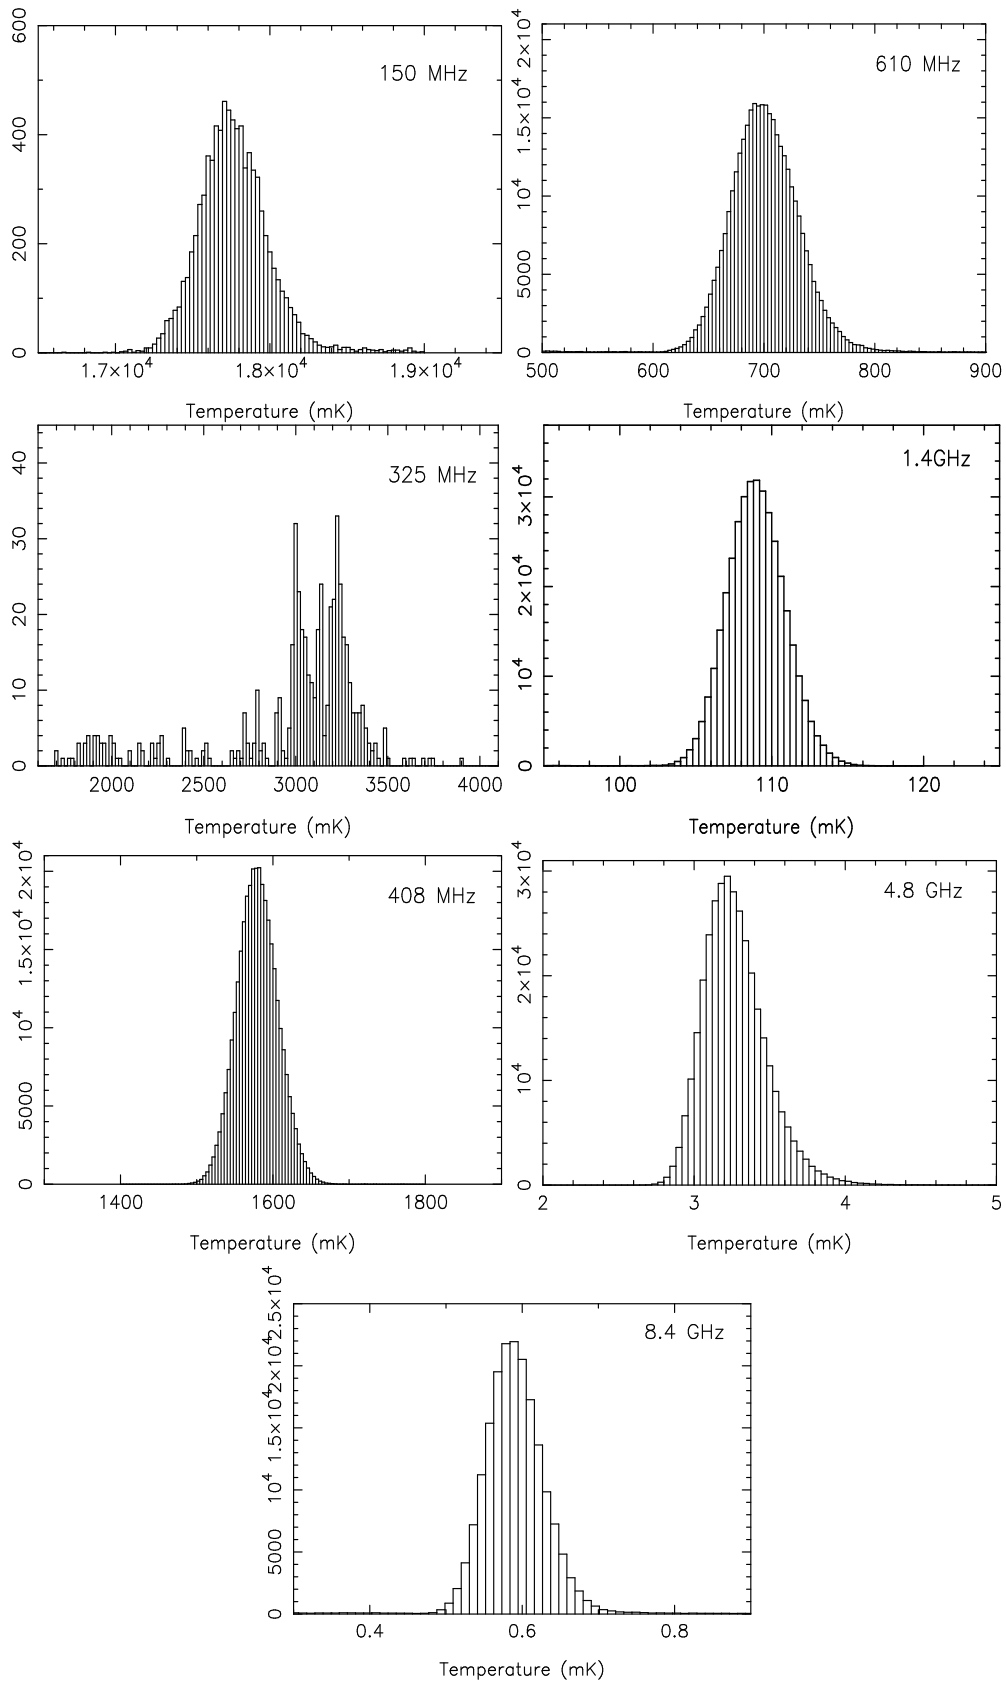 150 MHz
600
400
200
0
1.7×10⁴ 1.8×10⁴ 1.9×10⁴
Temperature (mK)
610 MHz
2×10⁴
1.5×10⁴
10⁴
5000
0
500 600 700 800 900
Temperature (mK)
325 MHz
40
30
20
10
0
2000 2500 3000 3500 4000
Temperature (mK)
1.4GHz
3×10⁴
2×10⁴
10⁴
0
100 110 120
Temperature (mK)
408 MHz
2×10⁴
1.5×10⁴
10⁴
5000
0
1400 1600 1800
Temperature (mK)
4.8 GHz
3×10⁴
2×10⁴
10⁴
0
2 3 4 5
Temperature (mK)
8.4 GHz
2.5×10⁴
2×10⁴
1.5×10⁴
10⁴
5000
0
0.4 0.6 0.8
Temperature (mK)